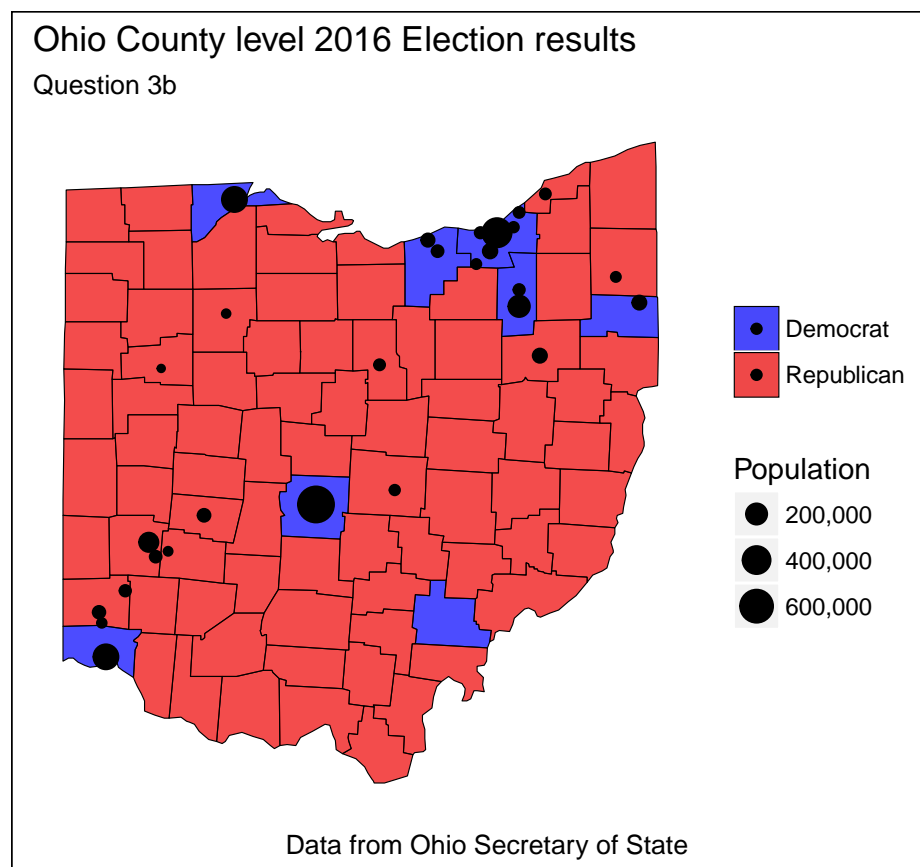 Ohio County level 2016 Election results
Question 3b
Democrat
Republican
Population
200,000
400,000
600,000
Data from Ohio Secretary of State